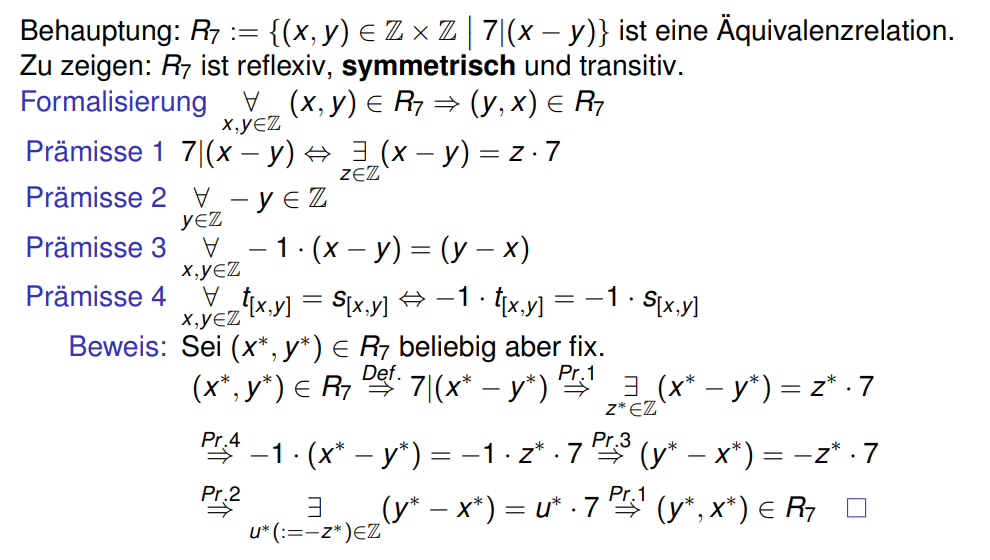 Behauptung: R₇ := {(x, y) ∈ ℤ × ℤ | 7|(x − y)} ist eine Äquivalenzrelation.
Zu zeigen: R₇ ist reflexiv, symmetrisch und transitiv.
Formalisierung ∀ (x, y) ∈ R₇ ⇒ (y, x) ∈ R₇
x,y∈ℤ
Prämisse 1 7|(x − y) ⇔ ∃ (x − y) = z · 7
z∈ℤ
Prämisse 2 ∀ − y ∈ ℤ
y∈ℤ
Prämisse 3 ∀ − 1 · (x − y) = (y − x)
x,y∈ℤ
Prämisse 4 ∀ t[x,y] = s[x,y] ⇔ −1 · t[x,y] = −1 · s[x,y]
x,y∈ℤ
Beweis: Sei (x*, y*) ∈ R₇ beliebig aber fix.
Def. Pr.1
(x*, y*) ∈ R₇ ⇒ 7|(x* − y*) ⇒ ∃ (x* − y*) = z* · 7
z*∈ℤ
Pr.4 Pr.3
⇒ −1 · (x* − y*) = −1 · z* · 7 ⇒ (y* − x*) = −z* · 7
Pr.2 Pr.1
⇒ ∃ (y* − x*) = u* · 7 ⇒ (y*, x*) ∈ R₇ □
u*(:=−z*)∈ℤ